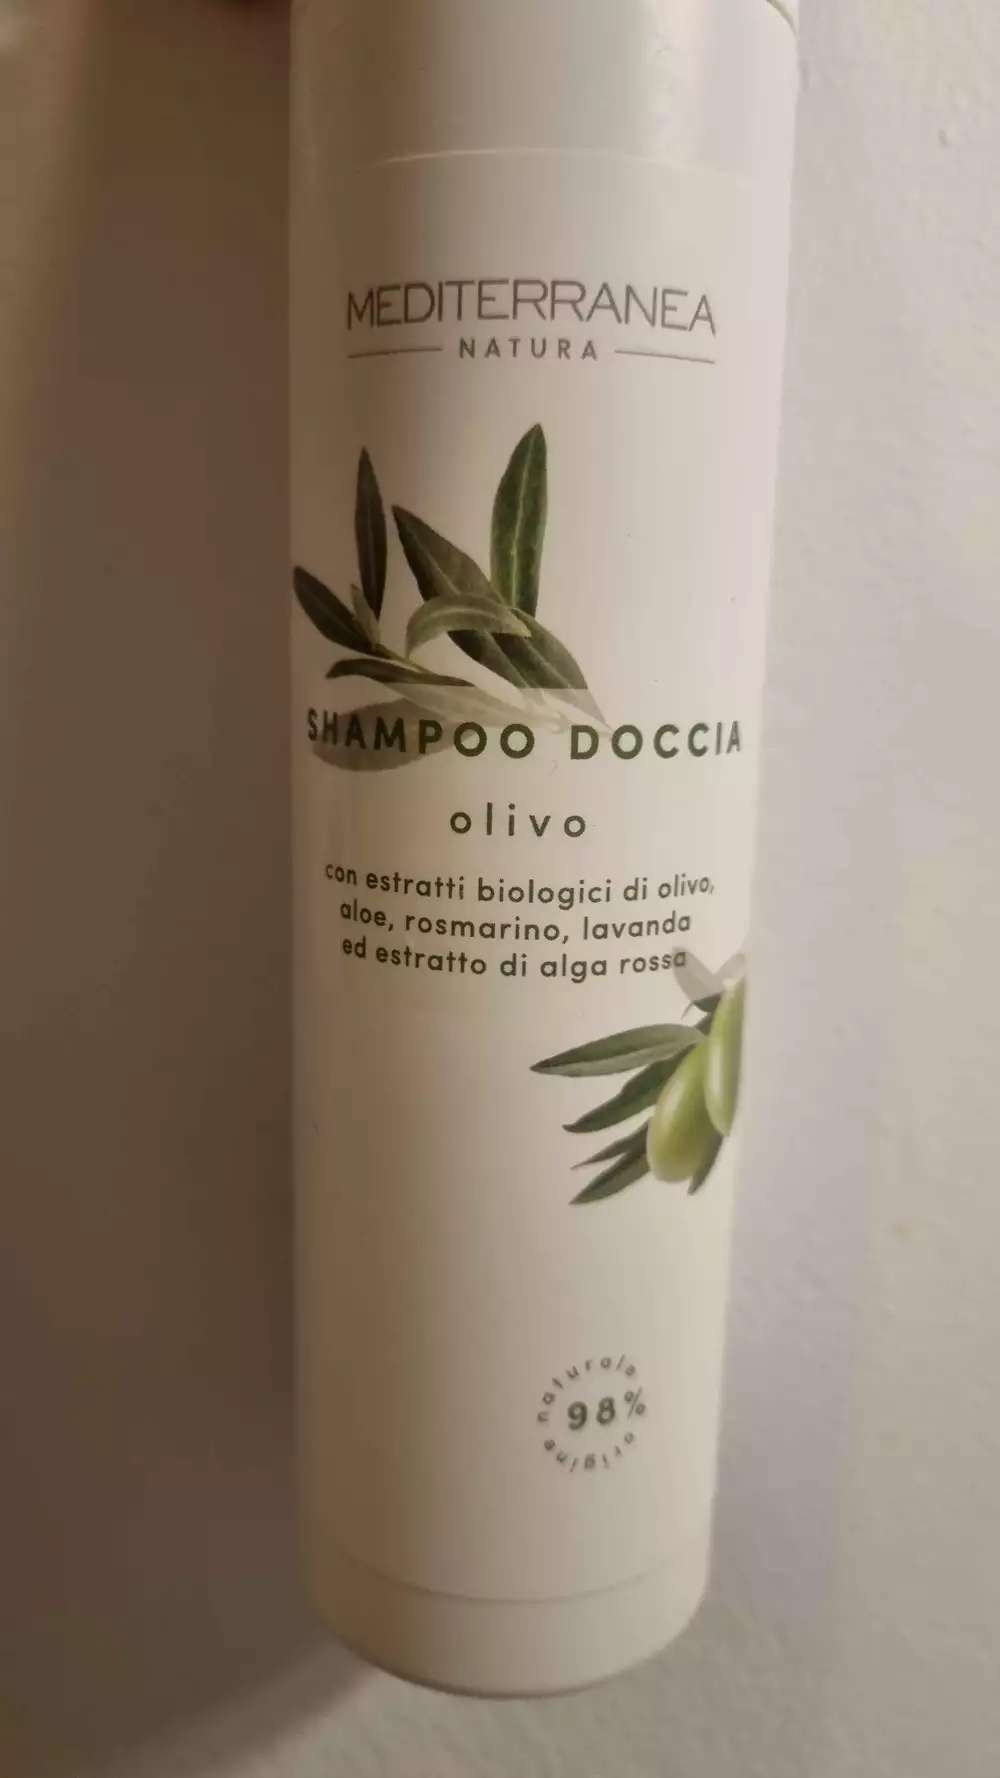 MEDITERRANEA
NATURA
SHAMPOO DOCCIA
olivo
con estratti biologici di olivo,
aloe, rosmarino, lavanda
ed estratto di alga rossa
98%
origine naturale